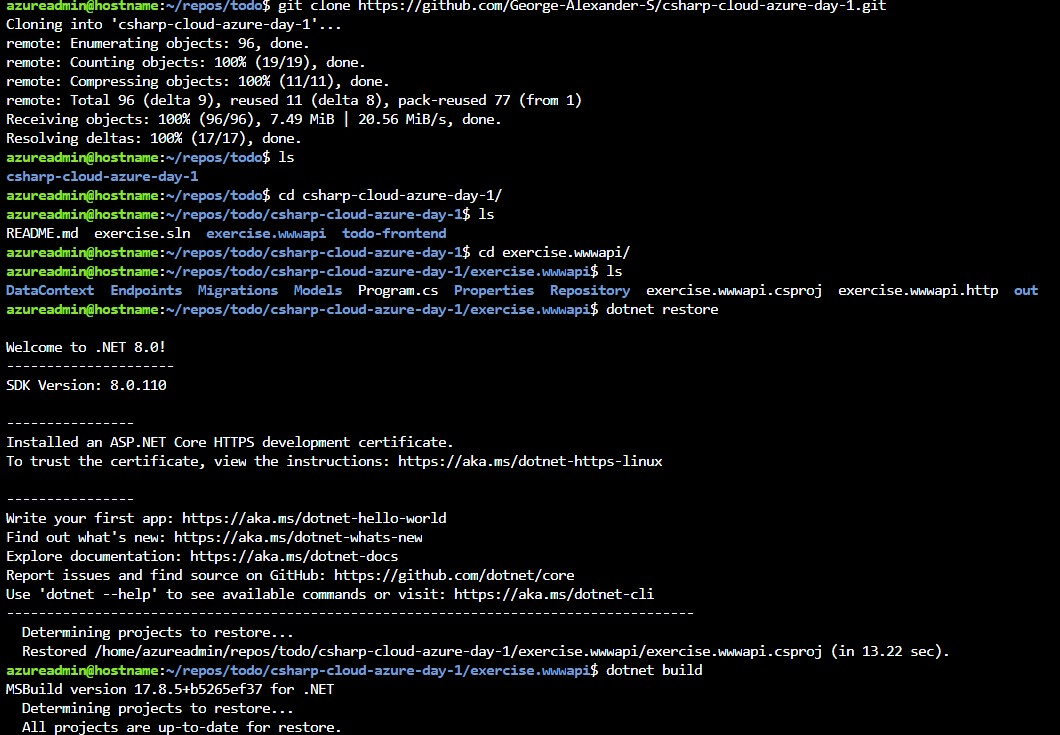 azureadmin@hostname:~/repos/todo$ git clone https://github.com/George-Alexander-S/csharp-cloud-azure-day-1.git
Cloning into 'csharp-cloud-azure-day-1'...
remote: Enumerating objects: 96, done.
remote: Counting objects: 100% (19/19), done.
remote: Compressing objects: 100% (11/11), done.
remote: Total 96 (delta 9), reused 11 (delta 8), pack-reused 77 (from 1)
Receiving objects: 100% (96/96), 7.49 MiB | 20.56 MiB/s, done.
Resolving deltas: 100% (17/17), done.
azureadmin@hostname:~/repos/todo$ ls
csharp-cloud-azure-day-1
azureadmin@hostname:~/repos/todo$ cd csharp-cloud-azure-day-1/
azureadmin@hostname:~/repos/todo/csharp-cloud-azure-day-1$ ls
README.md  exercise.sln  exercise.wwwapi  todo-frontend
azureadmin@hostname:~/repos/todo/csharp-cloud-azure-day-1$ cd exercise.wwwapi/
azureadmin@hostname:~/repos/todo/csharp-cloud-azure-day-1/exercise.wwwapi$ ls
DataContext  Endpoints  Migrations  Models  Program.cs  Properties  Repository  exercise.wwwapi.csproj  exercise.wwwapi.http  out
azureadmin@hostname:~/repos/todo/csharp-cloud-azure-day-1/exercise.wwwapi$ dotnet restore
Welcome to .NET 8.0!
---------------------
SDK Version: 8.0.110
----------------
Installed an ASP.NET Core HTTPS development certificate.
To trust the certificate, view the instructions: https://aka.ms/dotnet-https-linux
----------------
Write your first app: https://aka.ms/dotnet-hello-world
Find out what's new: https://aka.ms/dotnet-whats-new
Explore documentation: https://aka.ms/dotnet-docs
Report issues and find source on GitHub: https://github.com/dotnet/core
Use 'dotnet --help' to see available commands or visit: https://aka.ms/dotnet-cli
--------------------------------------------------------------------------------------
  Determining projects to restore...
  Restored /home/azureadmin/repos/todo/csharp-cloud-azure-day-1/exercise.wwwapi/exercise.wwwapi.csproj (in 13.22 sec).
azureadmin@hostname:~/repos/todo/csharp-cloud-azure-day-1/exercise.wwwapi$ dotnet build
MSBuild version 17.8.5+b5265ef37 for .NET
  Determining projects to restore...
  All projects are up-to-date for restore.